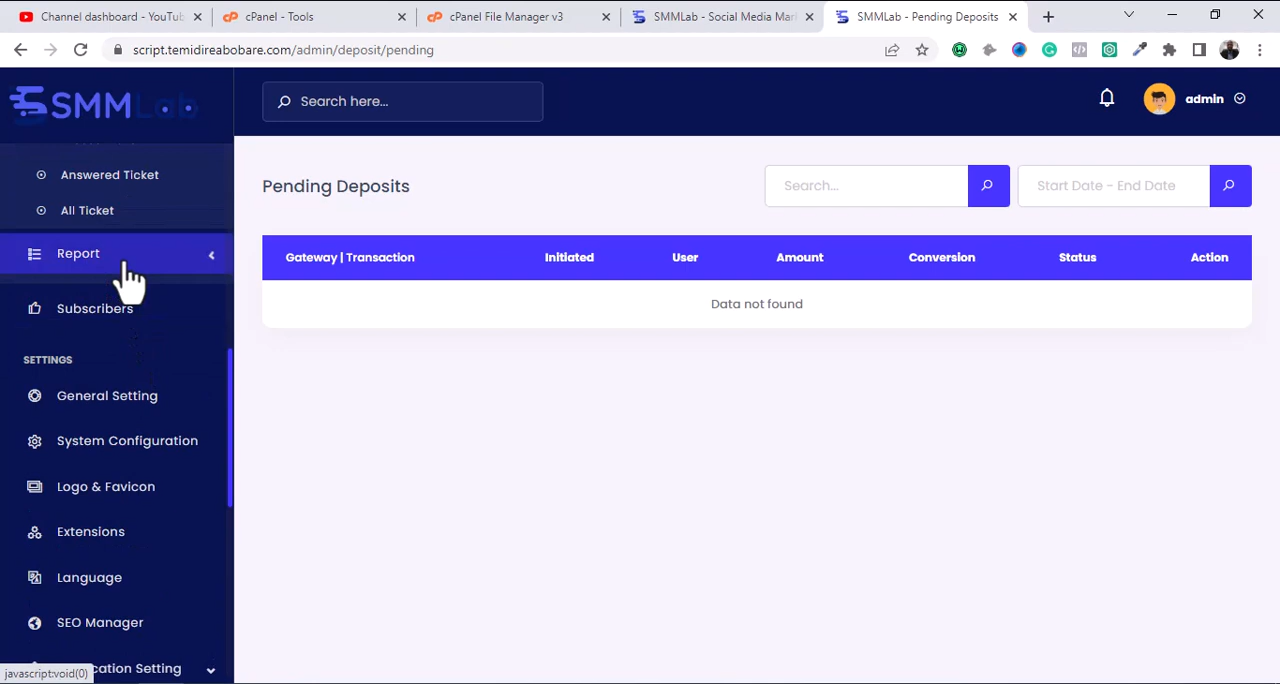 Channel dashboard - YouTu
cPanel - Tools
cPanel File Manager v3
SMMLab - Social Media Mar
SMMLab - Pending Deposits
script.temidireabobare.com/admin/deposit/pending
SMMLab
Search here...
admin
Answered Ticket
All Ticket
Report
Subscribers
SETTINGS
General Setting
System Configuration
Logo & Favicon
Extensions
Language
SEO Manager
cation Setting
javascript:void(0)
Pending Deposits
Search...
Start Date - End Date
Gateway | Transaction Initiated User Amount Conversion Status Action
Data not found